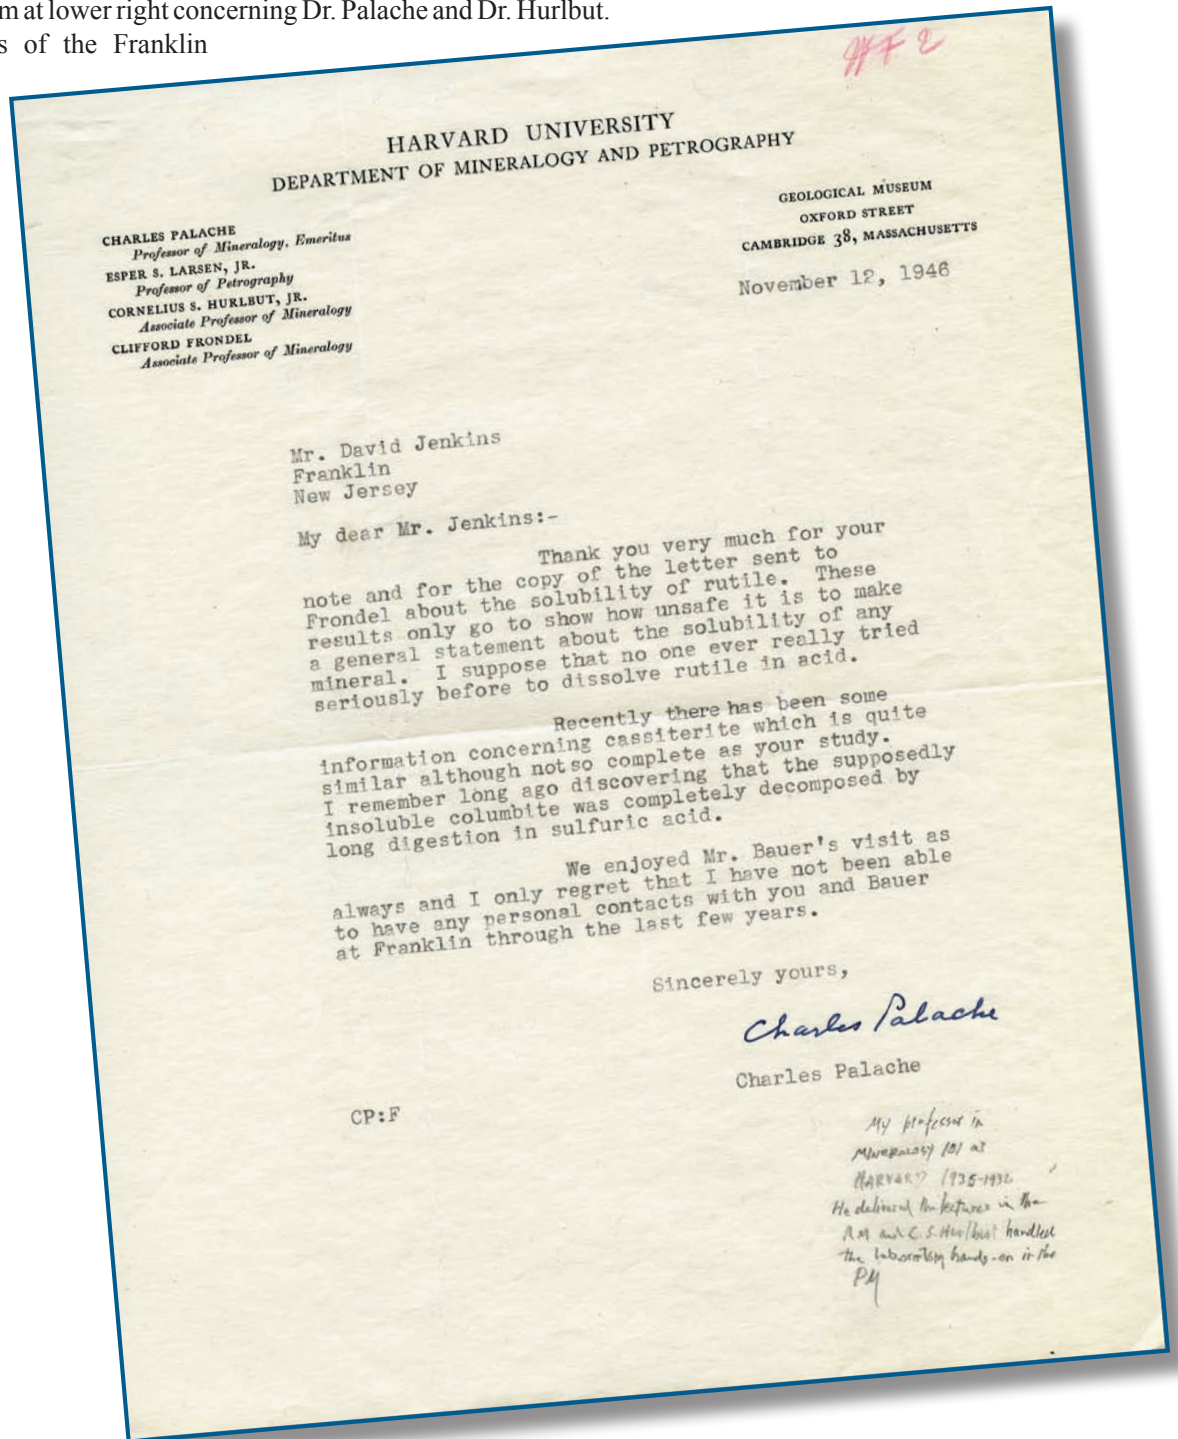 m at lower right concerning Dr. Palache and Dr. Hurlbut.
s of the Franklin
HARVARD UNIVERSITY
DEPARTMENT OF MINERALOGY AND PETROGRAPHY
CHARLES PALACHE
Professor of Mineralogy, Emeritus
ESPER S. LARSEN, JR.
Professor of Petrography
CORNELIUS S. HURLBUT, JR.
Associate Professor of Mineralogy
CLIFFORD FRONDEL
Associate Professor of Mineralogy
GEOLOGICAL MUSEUM
OXFORD STREET
CAMBRIDGE 38, MASSACHUSETTS
November 12, 1946
Mr. David Jenkins
Franklin
New Jersey
My dear Mr. Jenkins:-
Thank you very much for your
note and for the copy of the letter sent to
Frondel about the solubility of rutile. These
results only go to show how unsafe it is to make
a general statement about the solubility of any
mineral. I suppose that no one ever really tried
seriously before to dissolve rutile in acid.
Recently there has been some
information concerning cassiterite which is quite
similar although not so complete as your study.
I remember long ago discovering that the supposedly
insoluble columbite was completely decomposed by
long digestion in sulfuric acid.
We enjoyed Mr. Bauer's visit as
always and I only regret that I have not been able
to have any personal contacts with you and Bauer
at Franklin through the last few years.
Sincerely yours,
Charles Palache
Charles Palache
CP:F
My professor in
MINERALOGY 101 at
HARVARD
He delivered the lectures in the
AM and C.S. Hurlbut handled
the laboratory hands-on in the
PM